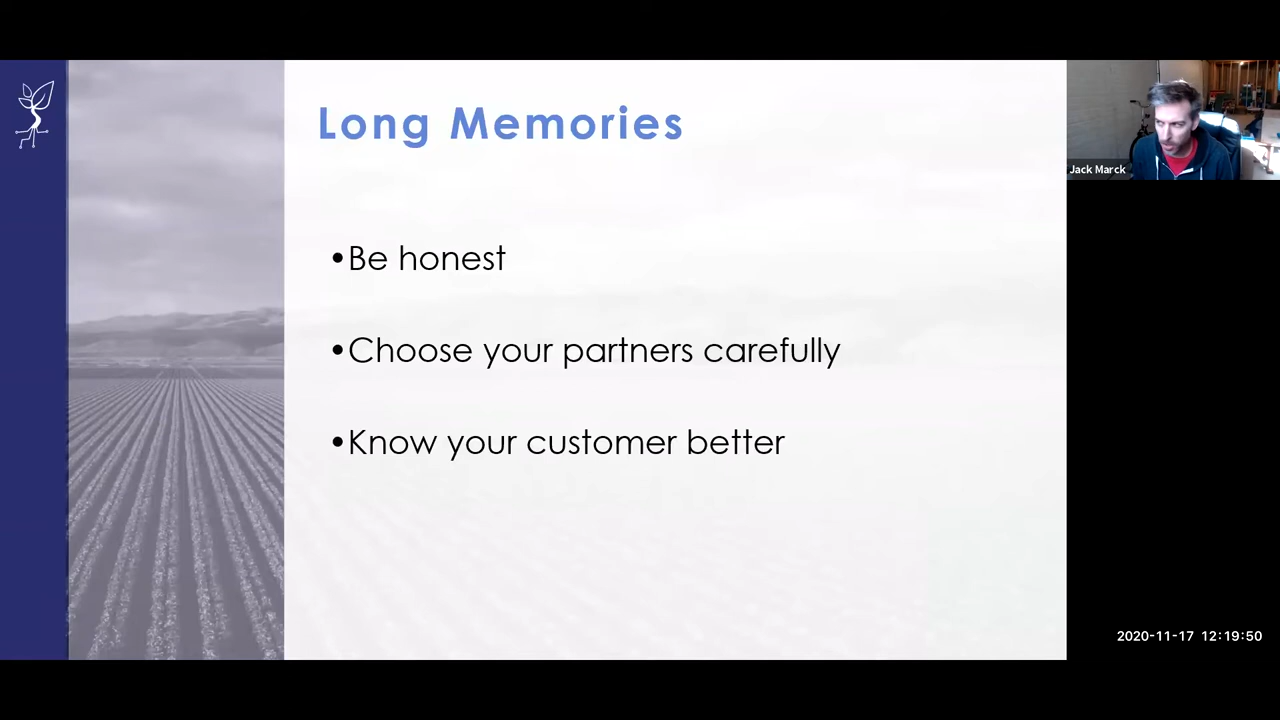 Long Memories
•Be honest
•Choose your partners carefully
•Know your customer better
Jack Marck
2020-11-17 12:19:50